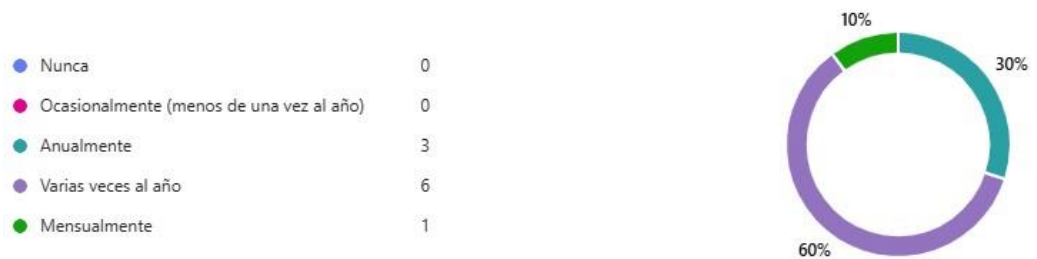 Nunca 0
Ocasionalmente (menos de una vez al año) 0
Anualmente 3
Varias veces al año 6
Mensualmente 1
10%
30%
60%